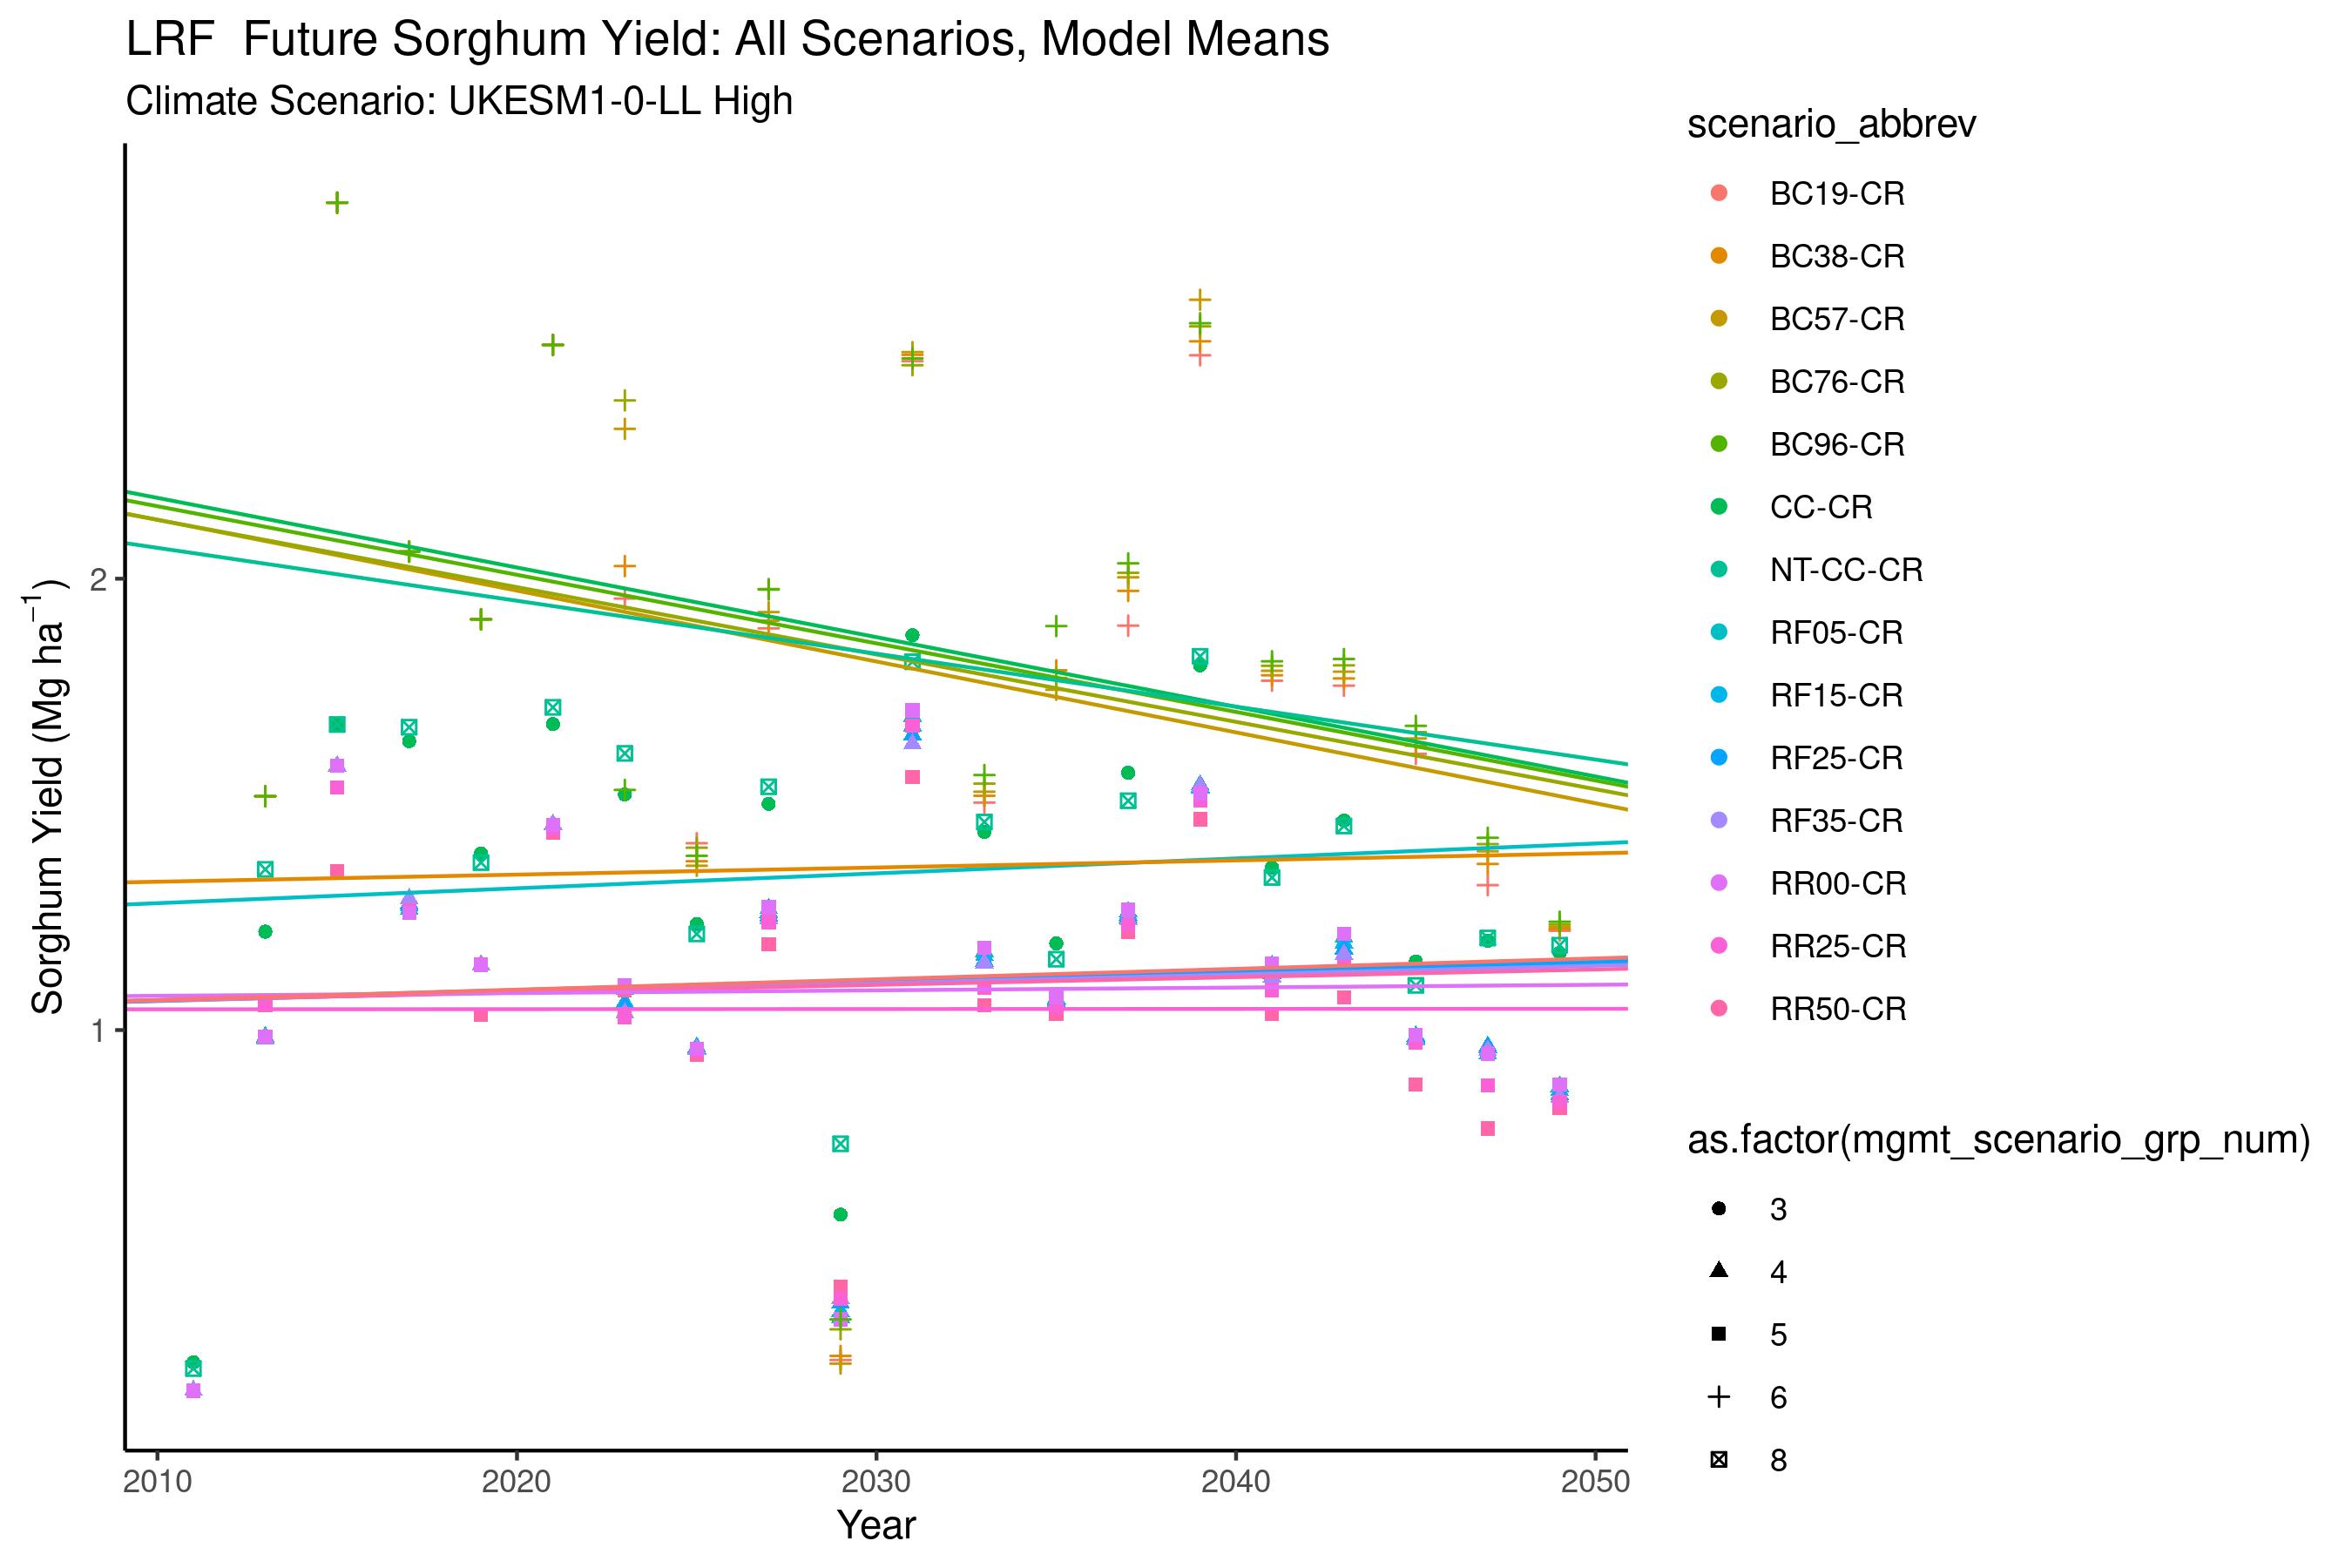 LRF  Future Sorghum Yield: All Scenarios, Model Means
Climate Scenario: UKESM1-0-LL High
Sorghum Yield (Mg ha⁻¹)
2
1
2010
2020
2030
2040
2050
Year
scenario_abbrev
BC19-CR
BC38-CR
BC57-CR
BC76-CR
BC96-CR
CC-CR
NT-CC-CR
RF05-CR
RF15-CR
RF25-CR
RF35-CR
RR00-CR
RR25-CR
RR50-CR
as.factor(mgmt_scenario_grp_num)
3
4
5
6
8